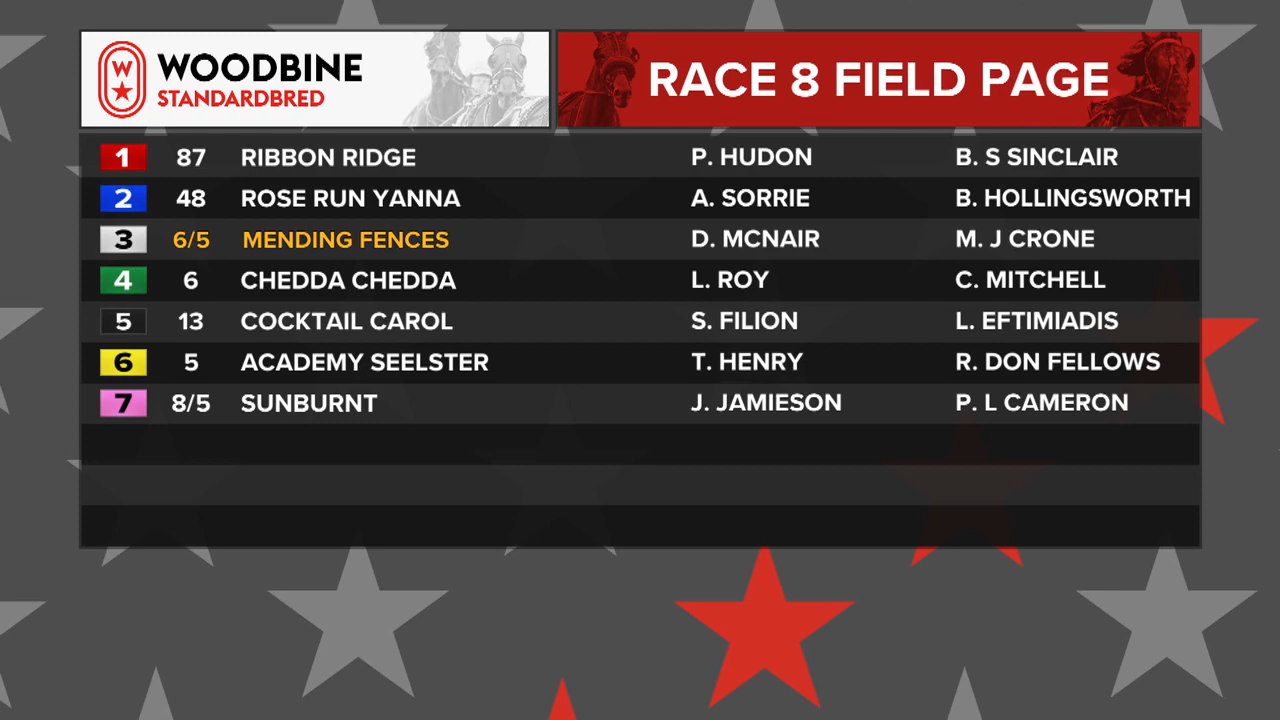 W
WOODBINE
STANDARDBRED
RACE 8 FIELD PAGE
1 87 RIBBON RIDGE P. HUDON B. S SINCLAIR
2 48 ROSE RUN YANNA A. SORRIE B. HOLLINGSWORTH
3 6/5 MENDING FENCES D. MCNAIR M. J CRONE
4 6 CHEDDA CHEDDA L. ROY C. MITCHELL
5 13 COCKTAIL CAROL S. FILION L. EFTIMIADIS
6 5 ACADEMY SEELSTER T. HENRY R. DON FELLOWS
7 8/5 SUNBURNT J. JAMIESON P. L CAMERON